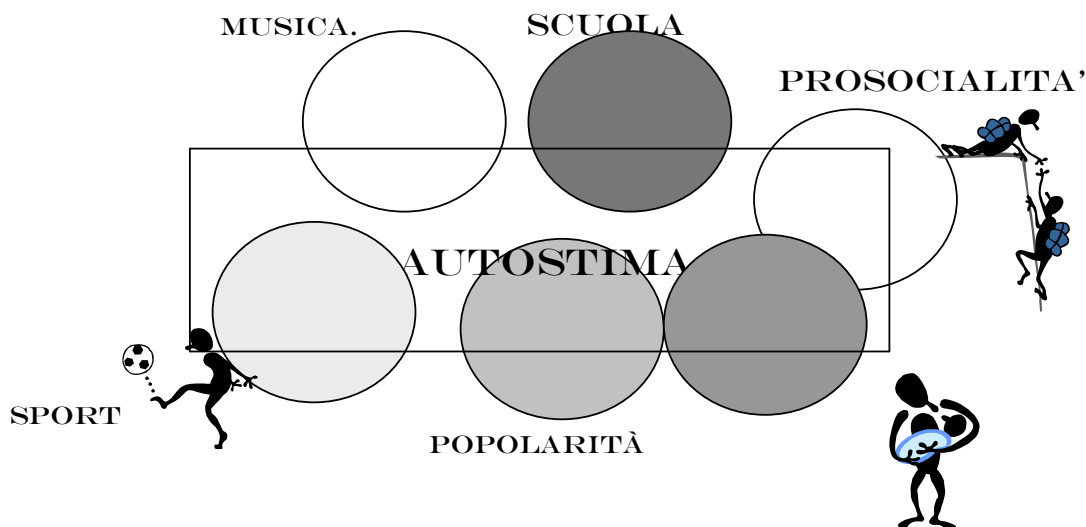 MUSICA.
SCUOLA
PROSOCIALITA'
AUTOSTIMA
SPORT
POPOLARITÀ